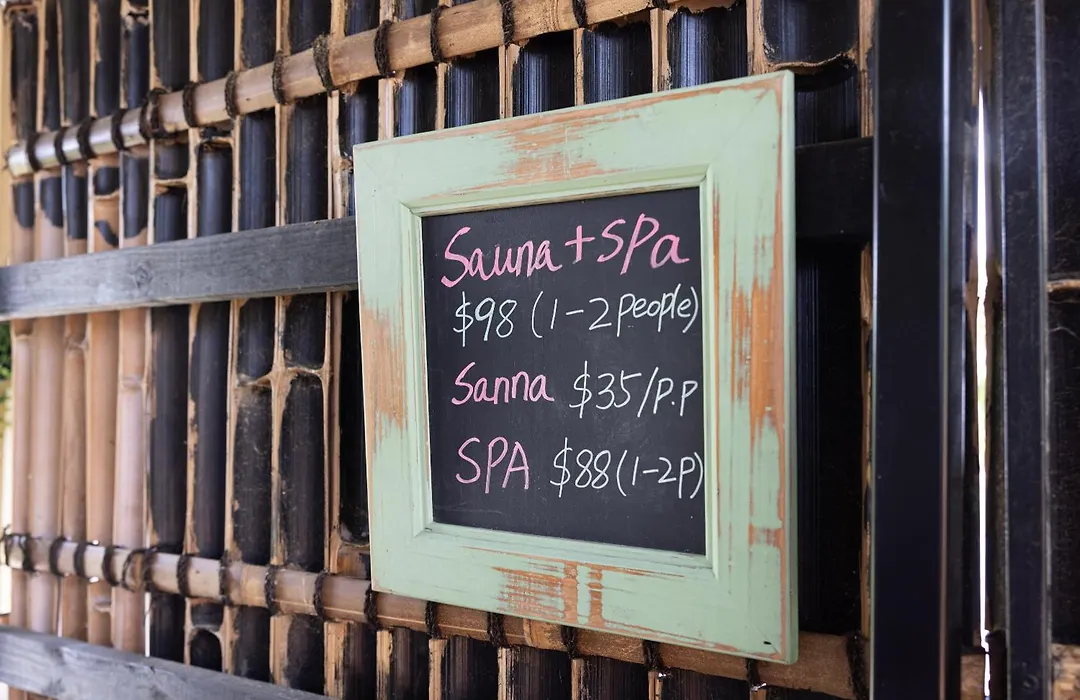 Sauna + SPa
$98 (1-2 people)
Sanna $35/p.p
SPA $88 (1-2P)